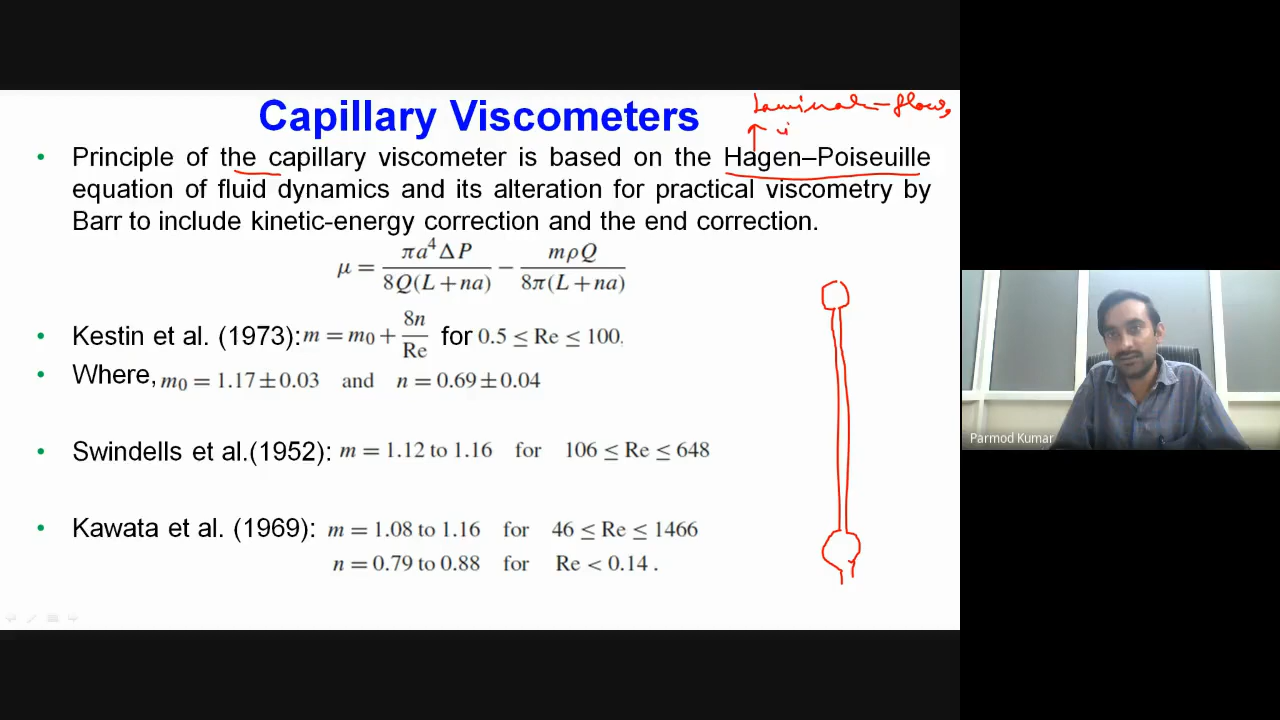 Laminar-flow,
Capillary Viscometers
• Principle of the capillary viscometer is based on the Hagen–Poiseuille
equation of fluid dynamics and its alteration for practical viscometry by
Barr to include kinetic-energy correction and the end correction.
μ = πa⁴ΔP / 8Q(L+na) − mρQ / 8π(L+na)
• Kestin et al. (1973): m = m₀ + 8n/Re for 0.5 ≤ Re ≤ 100,
• Where, m₀ = 1.17±0.03 and n = 0.69±0.04
• Swindells et al.(1952): m = 1.12 to 1.16 for 106 ≤ Re ≤ 648
• Kawata et al. (1969): m = 1.08 to 1.16 for 46 ≤ Re ≤ 1466
n = 0.79 to 0.88 for Re < 0.14 .
Parmod Kumar